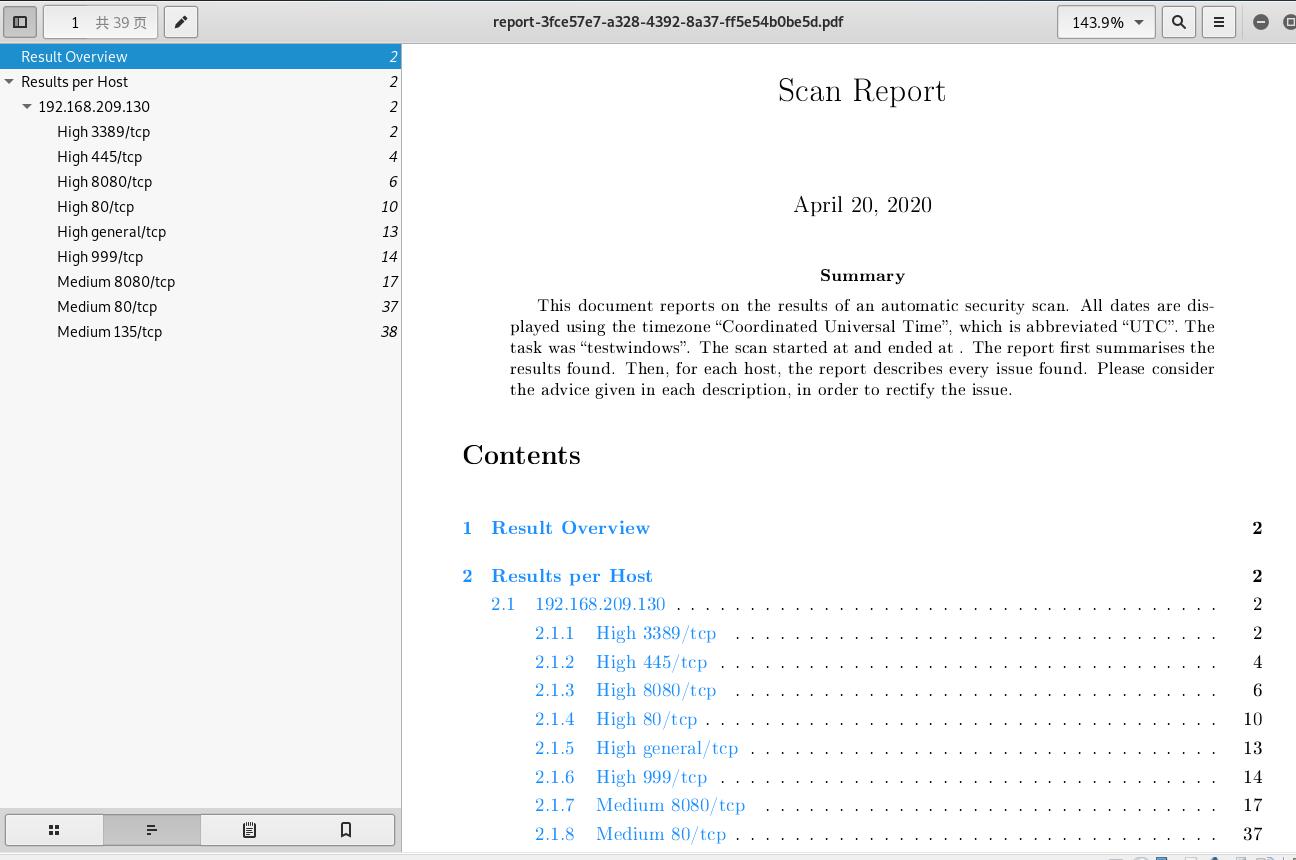 1 共 39 页
report-3fce57e7-a328-4392-8a37-ff5e54b0be5d.pdf
143.9%
Result Overview 2
Results per Host 2
192.168.209.130 2
High 3389/tcp 2
High 445/tcp 4
High 8080/tcp 6
High 80/tcp 10
High general/tcp 13
High 999/tcp 14
Medium 8080/tcp 17
Medium 80/tcp 37
Medium 135/tcp 38
Scan Report
April 20, 2020
Summary
This document reports on the results of an automatic security scan. All dates are dis-
played using the timezone “Coordinated Universal Time”, which is abbreviated “UTC”. The
task was “testwindows”. The scan started at and ended at . The report first summarises the
results found. Then, for each host, the report describes every issue found. Please consider
the advice given in each description, in order to rectify the issue.
Contents
1 Result Overview 2
2 Results per Host 2
2.1 192.168.209.130 . . . . . . . . . . . . . . . . . . . . . . . . . . . . . . . . . . . . . 2
2.1.1 High 3389/tcp . . . . . . . . . . . . . . . . . . . . . . . . . . . . . . . . . 2
2.1.2 High 445/tcp . . . . . . . . . . . . . . . . . . . . . . . . . . . . . . . . . . 4
2.1.3 High 8080/tcp . . . . . . . . . . . . . . . . . . . . . . . . . . . . . . . . . 6
2.1.4 High 80/tcp . . . . . . . . . . . . . . . . . . . . . . . . . . . . . . . . . . . 10
2.1.5 High general/tcp . . . . . . . . . . . . . . . . . . . . . . . . . . . . . . . . 13
2.1.6 High 999/tcp . . . . . . . . . . . . . . . . . . . . . . . . . . . . . . . . . . 14
2.1.7 Medium 8080/tcp . . . . . . . . . . . . . . . . . . . . . . . . . . . . . . . 17
2.1.8 Medium 80/tcp . . . . . . . . . . . . . . . . . . . . . . . . . . . . . . . . . 37